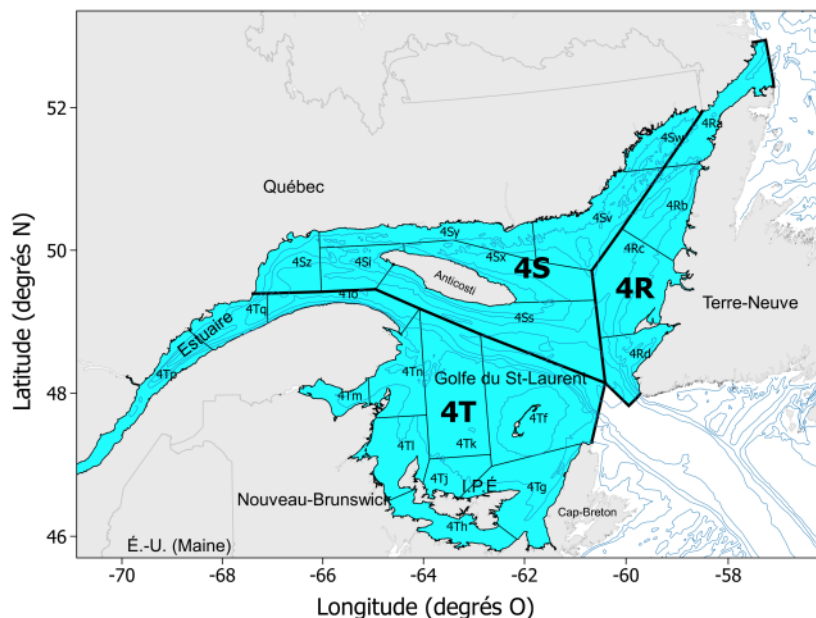 52
50
48
46
Latitude (degrés N)
-70
-68
-66
-64
-62
-60
-58
Longitude (degrés O)
Québec
4Ra
4Sw
4Rb
4Sv
4Sy
4Rc
4Sz
4Si
4Sx
4S
Anticosti
4R
Terre-Neuve
4To
4Tq
4Ss
Estuaire
4Rd
4Tp
4Tn
Golfe du St-Laurent
4Tm
4T
4Tf
4Tl
4Tk
4Tj
I.P.É
4Tg
Nouveau-Brunswick
Cap-Breton
4Th
É.-U. (Maine)